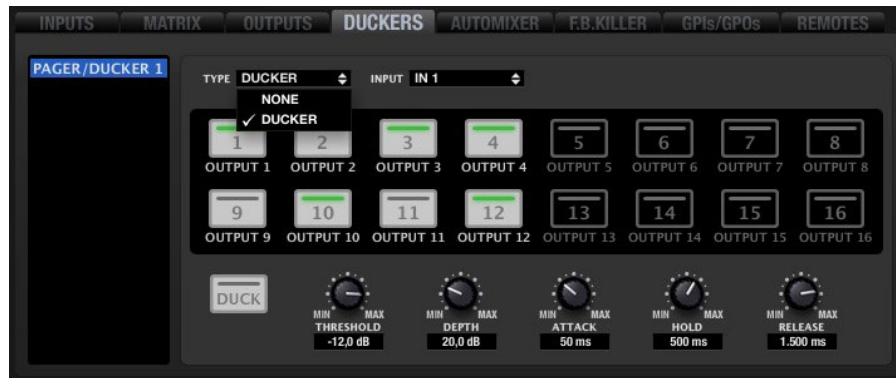 INPUTS MATRIX OUTPUTS DUCKERS AUTOMIXER F.B.KILLER GPIs/GPOs REMOTES
PAGER/DUCKER 1
TYPE DUCKER INPUT IN 1
NONE
✓ DUCKER
1 2 3 4 5 6 7 8
OUTPUT 1 OUTPUT 2 OUTPUT 3 OUTPUT 4 OUTPUT 5 OUTPUT 6 OUTPUT 7 OUTPUT 8
9 10 11 12 13 14 15 16
OUTPUT 9 OUTPUT 10 OUTPUT 11 OUTPUT 12 OUTPUT 13 OUTPUT 14 OUTPUT 15 OUTPUT 16
DUCK
MIN MAX MIN MAX MIN MAX MIN MAX MIN MAX
THRESHOLD DEPTH ATTACK HOLD RELEASE
-12,0 dB 20,0 dB 50 ms 500 ms 1.500 ms